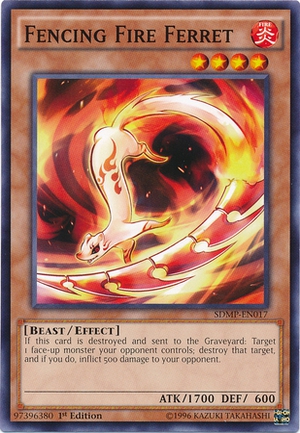 FENCING FIRE FERRET
FIRE
炎
SDMP-EN017
[BEAST / EFFECT]
If this card is destroyed and sent to the Graveyard: Target
1 face-up monster your opponent controls; destroy that target,
and if you do, inflict 500 damage to your opponent.
ATK/1700 DEF/ 600
97396380 1st Edition ©1996 KAZUKI TAKAHASHI